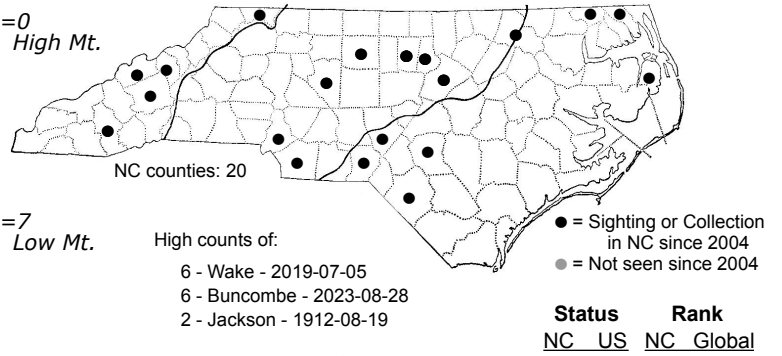 =0
High Mt.
NC counties: 20
=7
Low Mt.
High counts of:
6 - Wake - 2019-07-05
6 - Buncombe - 2023-08-28
2 - Jackson - 1912-08-19
● = Sighting or Collection
in NC since 2004
● = Not seen since 2004
Status Rank
NC US NC Global